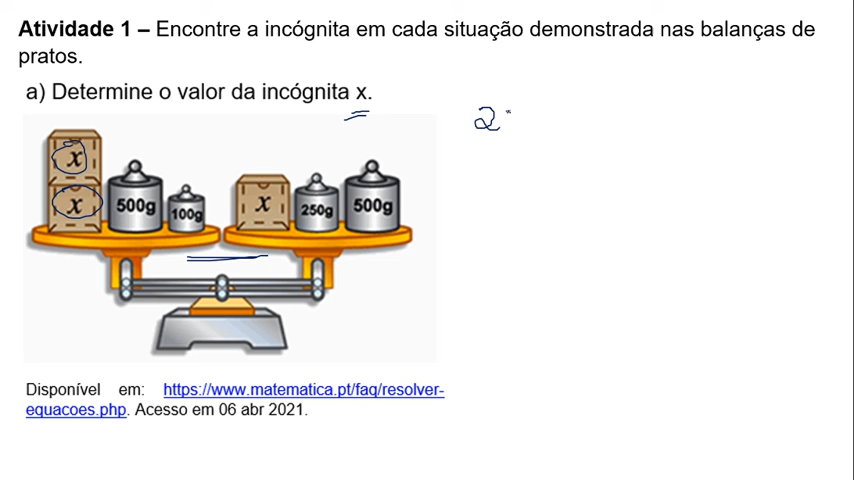 Atividade 1 – Encontre a incógnita em cada situação demonstrada nas balanças de
pratos.
a) Determine o valor da incógnita x.
2
x
x
500g
100g
x
250g
500g
Disponível em: https://www.matematica.pt/faq/resolver-
equacoes.php. Acesso em 06 abr 2021.